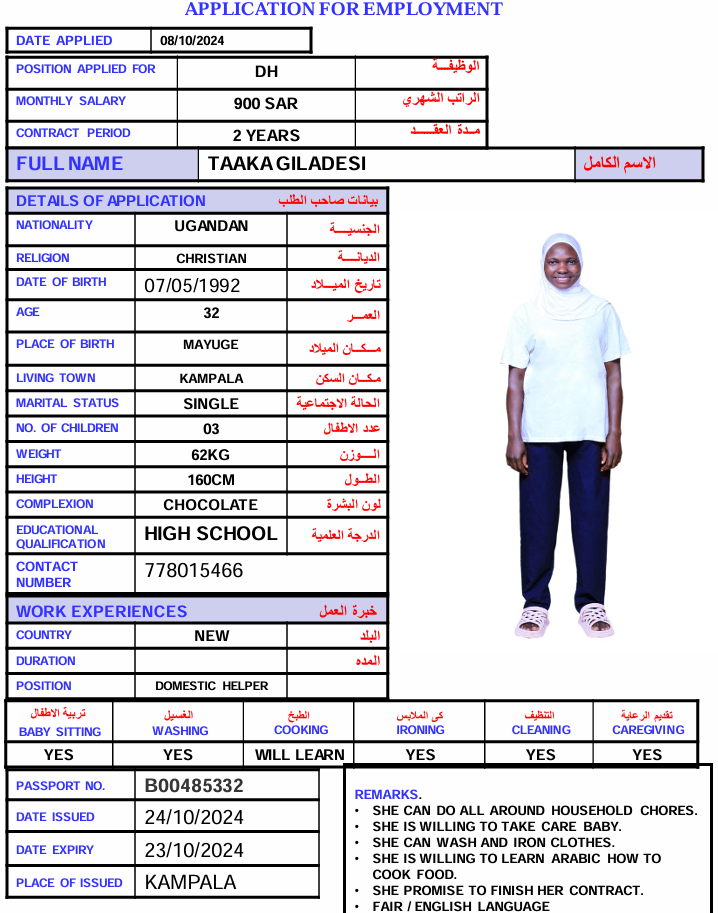 APPLICATION FOR EMPLOYMENT
DATE APPLIED 08/10/2024
POSITION APPLIED FOR DH الوظيفـــة
MONTHLY SALARY 900 SAR الراتب الشهري
CONTRACT PERIOD 2 YEARS مـدة العقـــد
FULL NAME TAAKA GILADESI الاسم الكامل
DETAILS OF APPLICATION بيانات صاحب الطلب
NATIONALITY UGANDAN الجنسيـــة
RELIGION CHRISTIAN الديانـــة
DATE OF BIRTH 07/05/1992 تاريخ الميـــلاد
AGE 32 العمـــر
PLACE OF BIRTH MAYUGE مـــكـان الميلاد
LIVING TOWN KAMPALA مكـان السكن
MARITAL STATUS SINGLE الحالة الاجتماعية
NO. OF CHILDREN 03 عدد الاطفال
WEIGHT 62KG الـــوزن
HEIGHT 160CM الطـول
COMPLEXION CHOCOLATE لون البشرة
EDUCATIONAL QUALIFICATION HIGH SCHOOL الدرجة العلمية
CONTACT NUMBER 778015466
WORK EXPERIENCES خبرة العمل
COUNTRY NEW البلد
DURATION المده
POSITION DOMESTIC HELPER
تربية الاطفال الغسيل الطبخ كى الملابس التنظيف تقديم الرعاية
BABY SITTING WASHING COOKING IRONING CLEANING CAREGIVING
YES YES WILL LEARN YES YES YES
PASSPORT NO. B00485332
DATE ISSUED 24/10/2024
DATE EXPIRY 23/10/2024
PLACE OF ISSUED KAMPALA
REMARKS.
• SHE CAN DO ALL AROUND HOUSEHOLD CHORES.
• SHE IS WILLING TO TAKE CARE BABY.
• SHE CAN WASH AND IRON CLOTHES.
• SHE IS WILLING TO LEARN ARABIC HOW TO
COOK FOOD.
• SHE PROMISE TO FINISH HER CONTRACT.
• FAIR / ENGLISH LANGUAGE